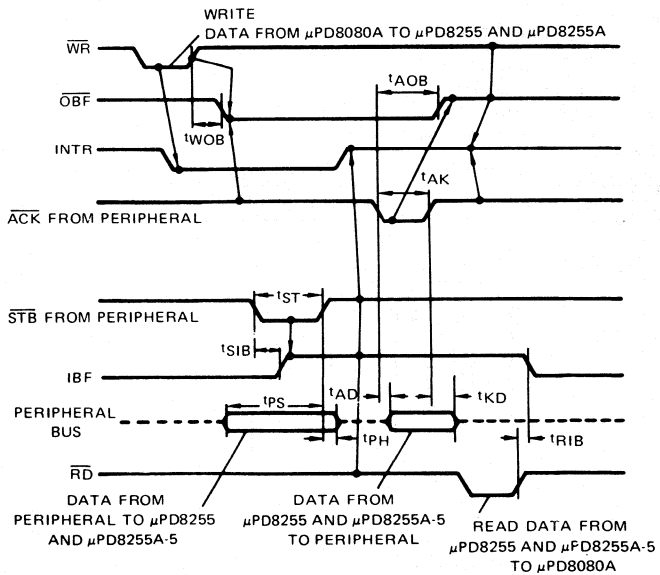 WRITE
DATA FROM µPD8080A TO µPD8255 AND µPD8255A
WR
tAOB
OBF
tWOB
INTR
tAK
ACK FROM PERIPHERAL
tST
STB FROM PERIPHERAL
tSIB
IBF
tPS
tAD
tKD
PERIPHERAL
BUS
tPH
tRIB
RD
DATA FROM
PERIPHERAL TO µPD8255
AND µPD8255A-5
DATA FROM
µPD8255 AND µPD8255A-5
TO PERIPHERAL
READ DATA FROM
µPD8255 AND µPD8255A-5
TO µPD8080A